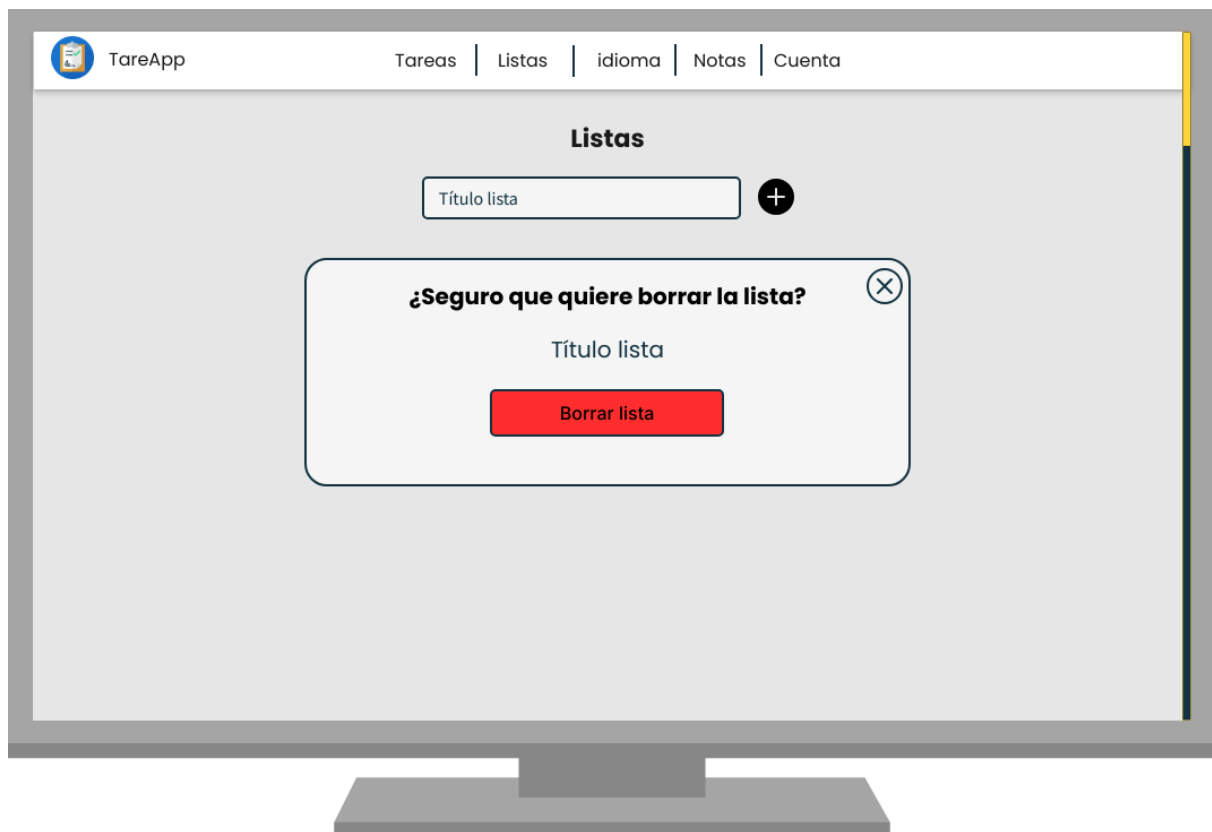 TareApp
Tareas Listas idioma Notas Cuenta
Listas
Título lista
¿Seguro que quiere borrar la lista?
Título lista
Borrar lista